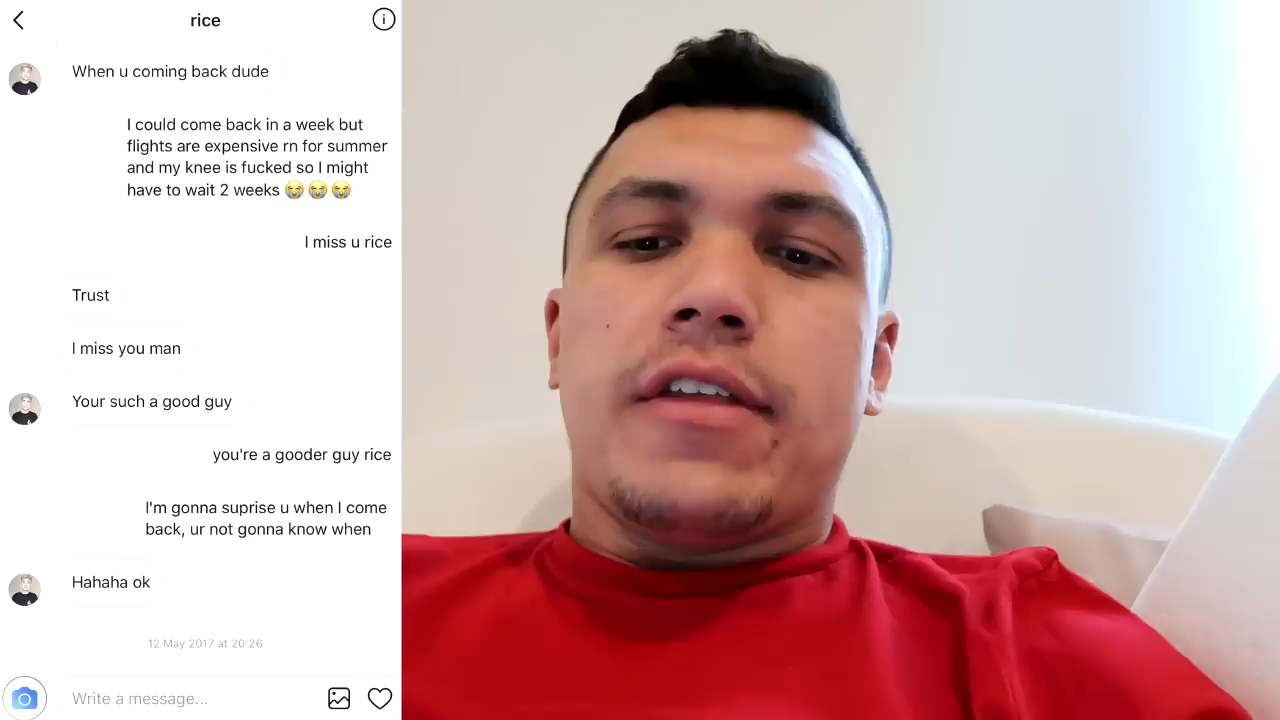 rice
When u coming back dude
I could come back in a week but
flights are expensive rn for summer
and my knee is fucked so I might
have to wait 2 weeks 😭😭😭
I miss u rice
Trust
I miss you man
Your such a good guy
you're a gooder guy rice
I'm gonna suprise u when I come
back, ur not gonna know when
Hahaha ok
12 May 2017 at 20:26
Write a message...